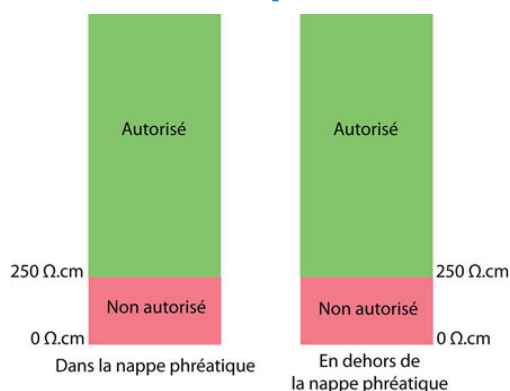 Autorisé
Autorisé
250 Ω.cm
250 Ω.cm
Non autorisé
Non autorisé
0 Ω.cm
0 Ω.cm
Dans la nappe phréatique
En dehors de
la nappe phréatique